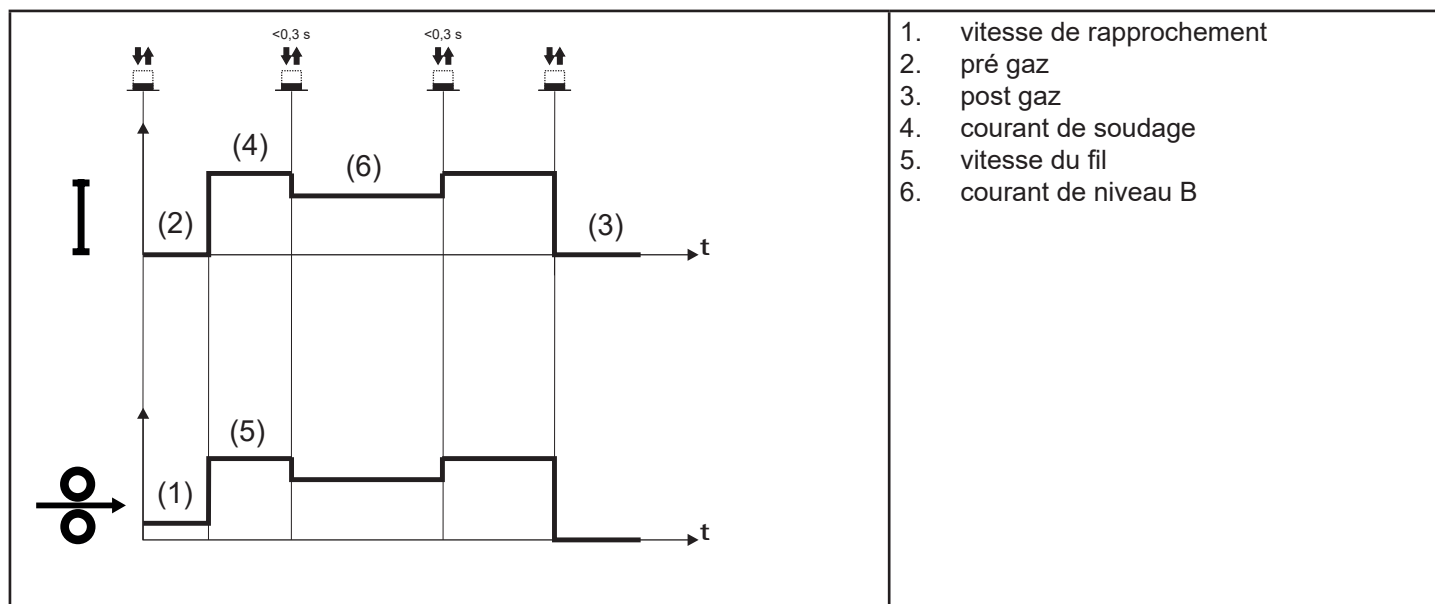 <0,3 s
<0,3 s
(4)
(6)
(2)
(3)
I
t
(5)
(1)
t
1. vitesse de rapprochement
2. pré gaz
3. post gaz
4. courant de soudage
5. vitesse du fil
6. courant de niveau B